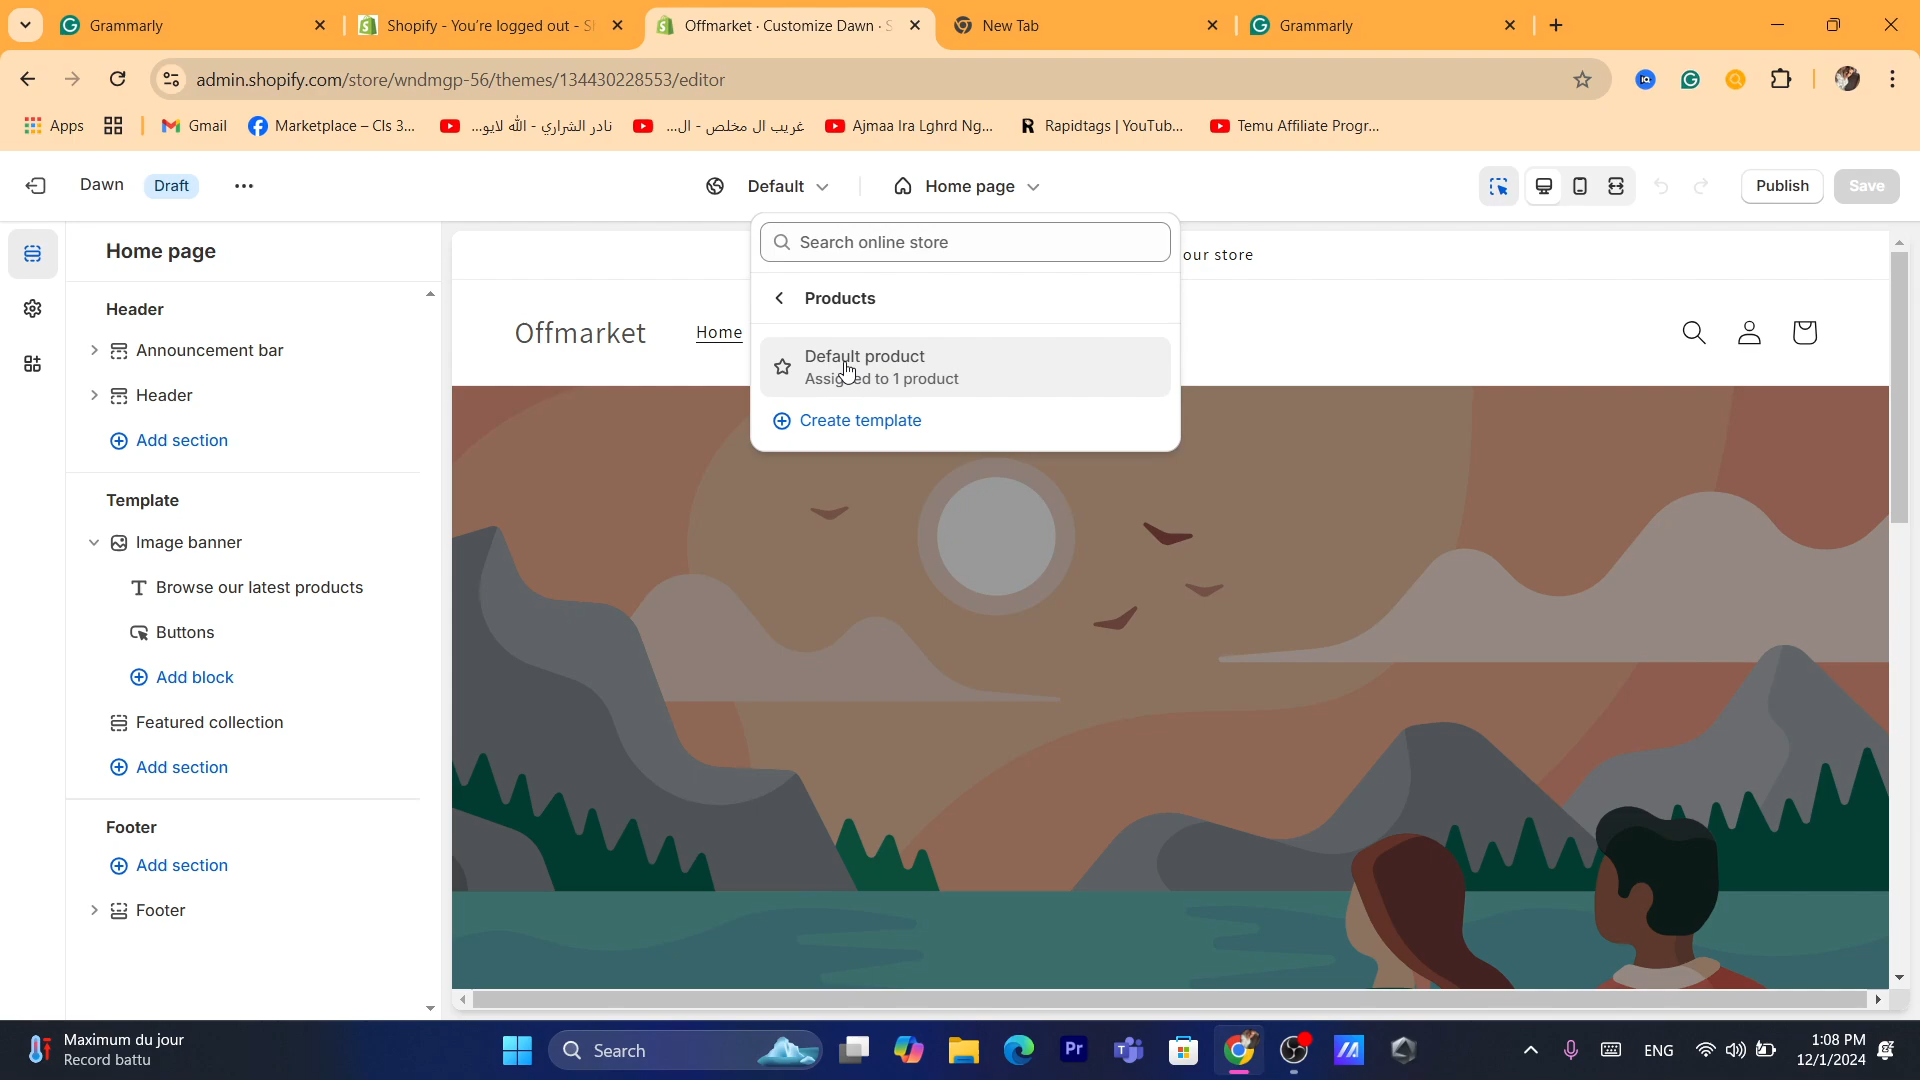 Grammarly
Shopify - You're logged out - S
Offmarket · Customize Dawn · S
New Tab
Grammarly
admin.shopify.com/store/wndmgp-56/themes/134430228553/editor
Apps
Gmail
Marketplace – Cls 3...
نادر الشراري - الله لايو...
غريب ال مخلص - ال...
Ajmaa Ira Lghrd Ng...
Rapidtags | YouTub...
Temu Affiliate Progr...
Dawn
Draft
Default
Home page
Publish
Save
Home page
Header
Announcement bar
Header
Add section
Template
Image banner
Browse our latest products
Buttons
Add block
Featured collection
Add section
Footer
Add section
Footer
Search online store
Products
Default product
Assigned to 1 product
Create template
our store
Offmarket
Home
Maximum du jour
Record battu
Search
ENG
1:08 PM
12/1/2024